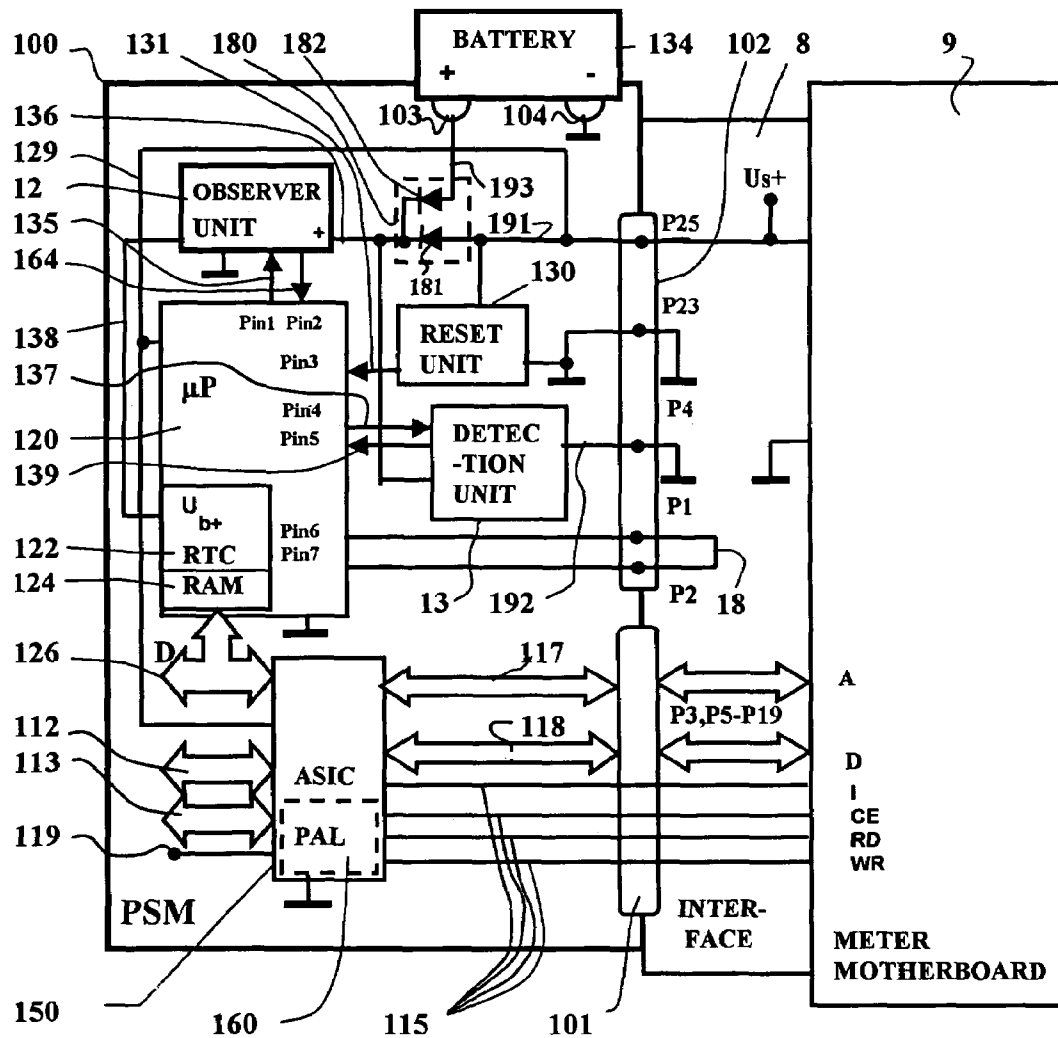 BATTERY
+ -
100
131
180
182
134
102
8
9
136
103
104
129
12
OBSERVER
UNIT
+
193
Us+
135
191
P25
164
181
130
138
Pin1 Pin2
RESET
UNIT
P23
137
Pin3
μP
Pin4
P4
120
Pin5
DETEC
-TION
UNIT
139
P1
U b+
Pin6
122
RTC
Pin7
124
RAM
13
192
P2
18
126
D
117
A
P3,P5-P19
112
118
D
113
ASIC
I
CE
119
PAL
RD
WR
PSM
INTER-
FACE
METER
MOTHERBOARD
150
160
115
101